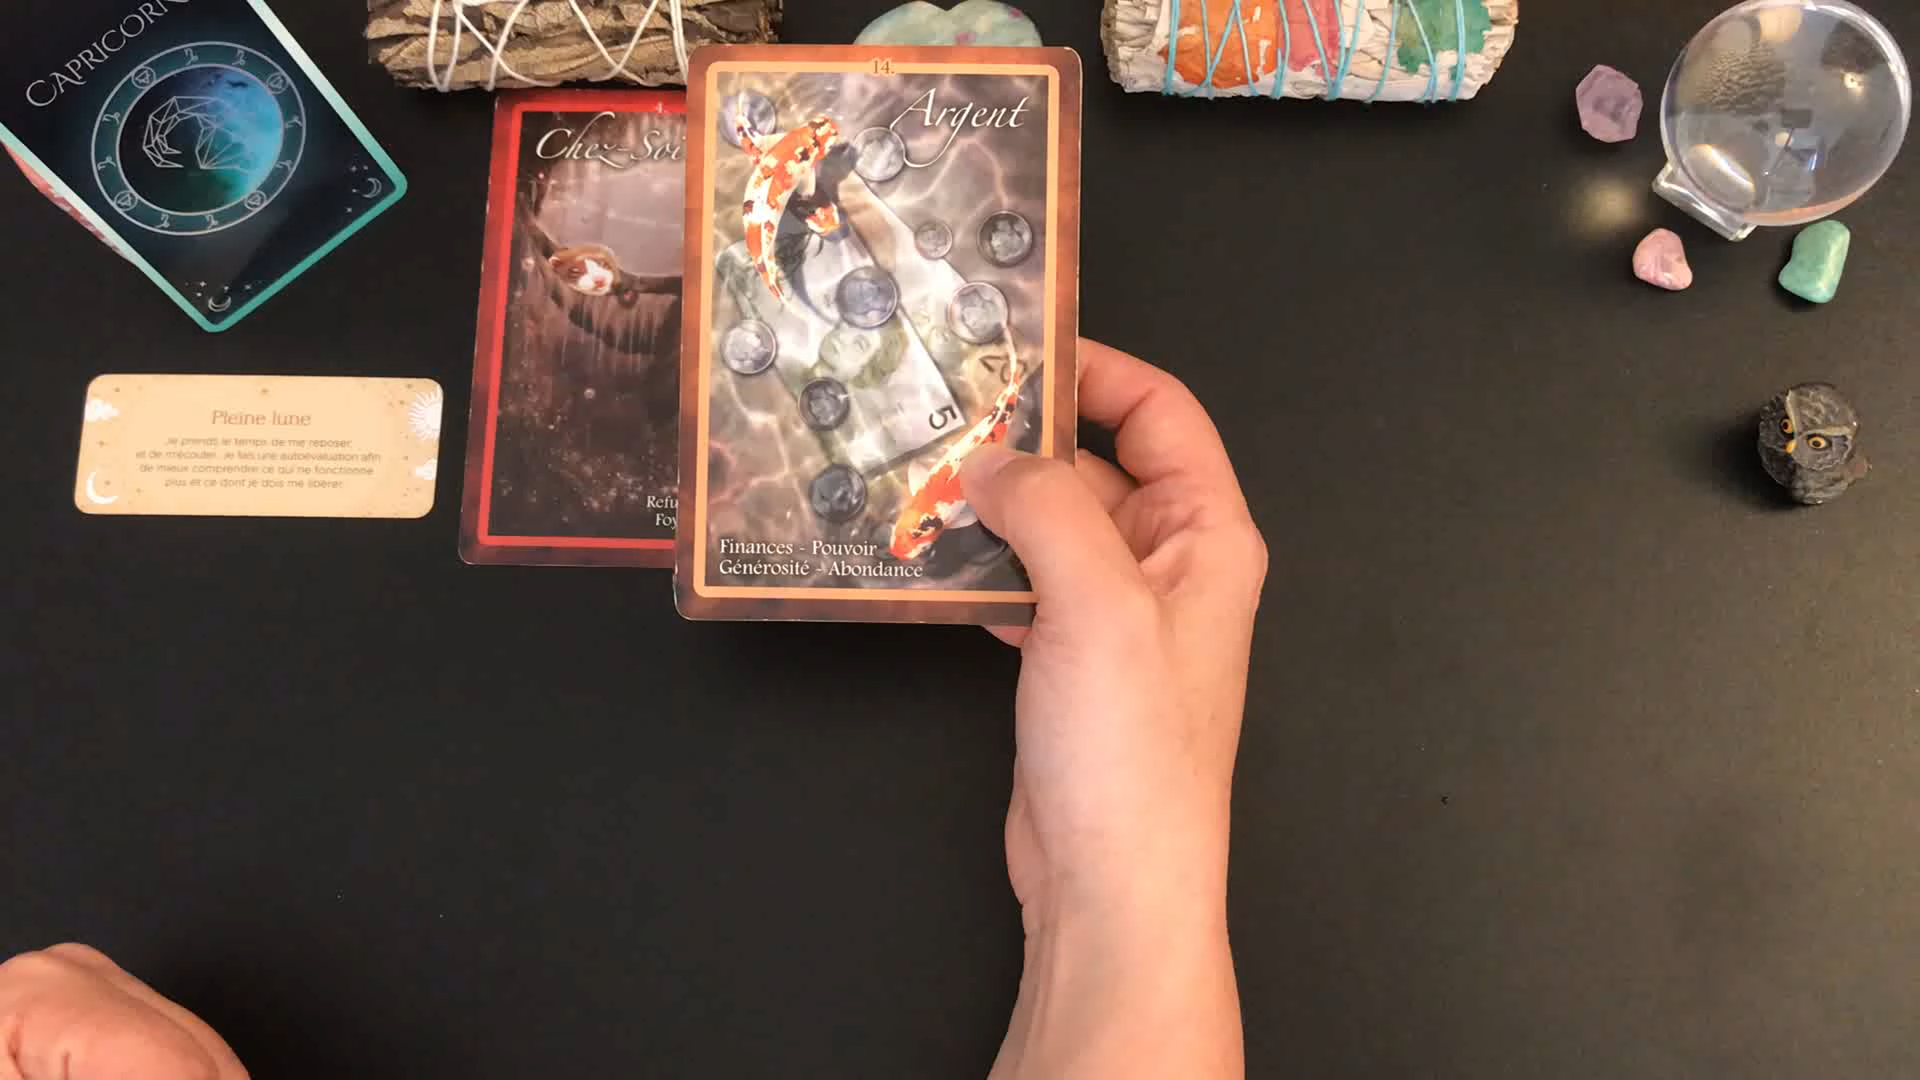 CAPRICORN
4.
Chez-Soi
14.
Argent
5
Finances - Pouvoir
Générosité - Abondance
Pleine lune
Je prends le temps de me reposer
et de m'écouter. Je fais une autoévaluation afin
de mieux comprendre ce qui ne fonctionne
plus et ce dont je dois me libérer.
Refu
Foy